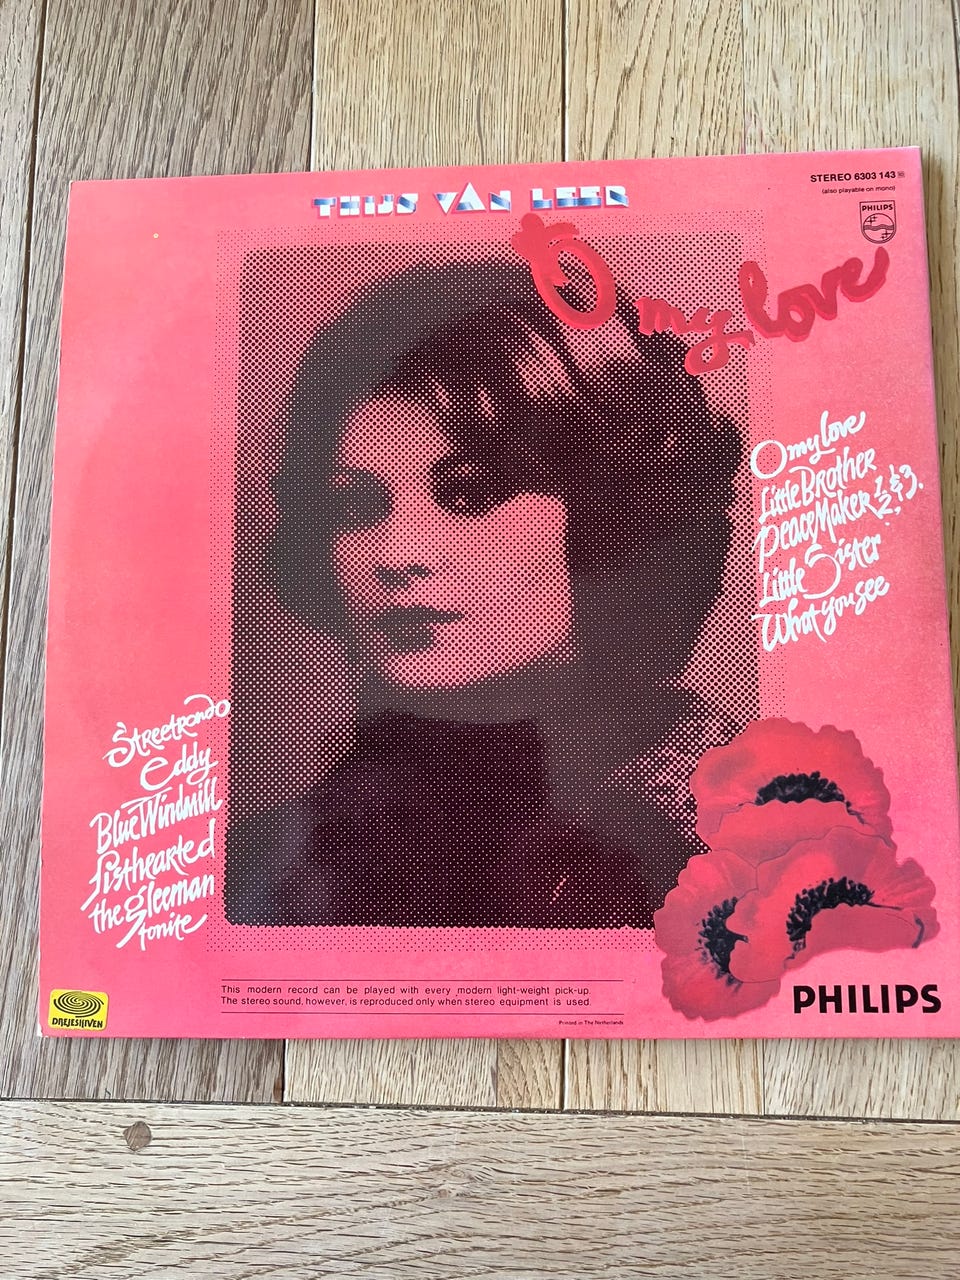 THIJS VAN LEER
STEREO 6303 143
(also playable on mono)
PHILIPS
O my love
O my love
Little Brother
PeaceMaker 1, 2, & 3.
Little Sister
What you see
Streetrondo
Eddy
Blue Windmill
Fisthearted
the gleeman
tonite
This modern record can be played with every modern light-weight pick-up.
The stereo sound, however, is reproduced only when stereo equipment is used.
Printed in The Netherlands
PHILIPS
DREJESKIVEN